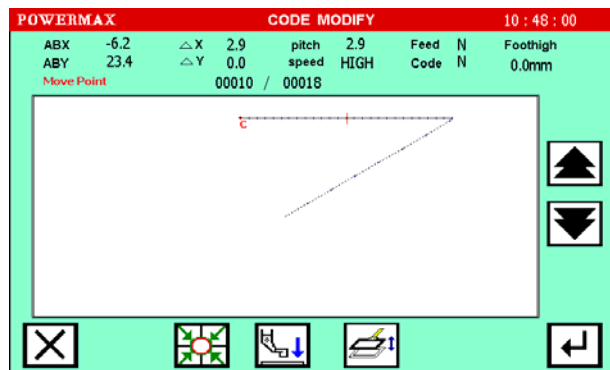 POWERMAX CODE MODIFY 10 : 48 : 00
ABX -6.2 △X 2.9 pitch 2.9 Feed N Foothigh
ABY 23.4 △Y 0.0 speed HIGH Code N 0.0mm
Move Point 00010 / 00018
C